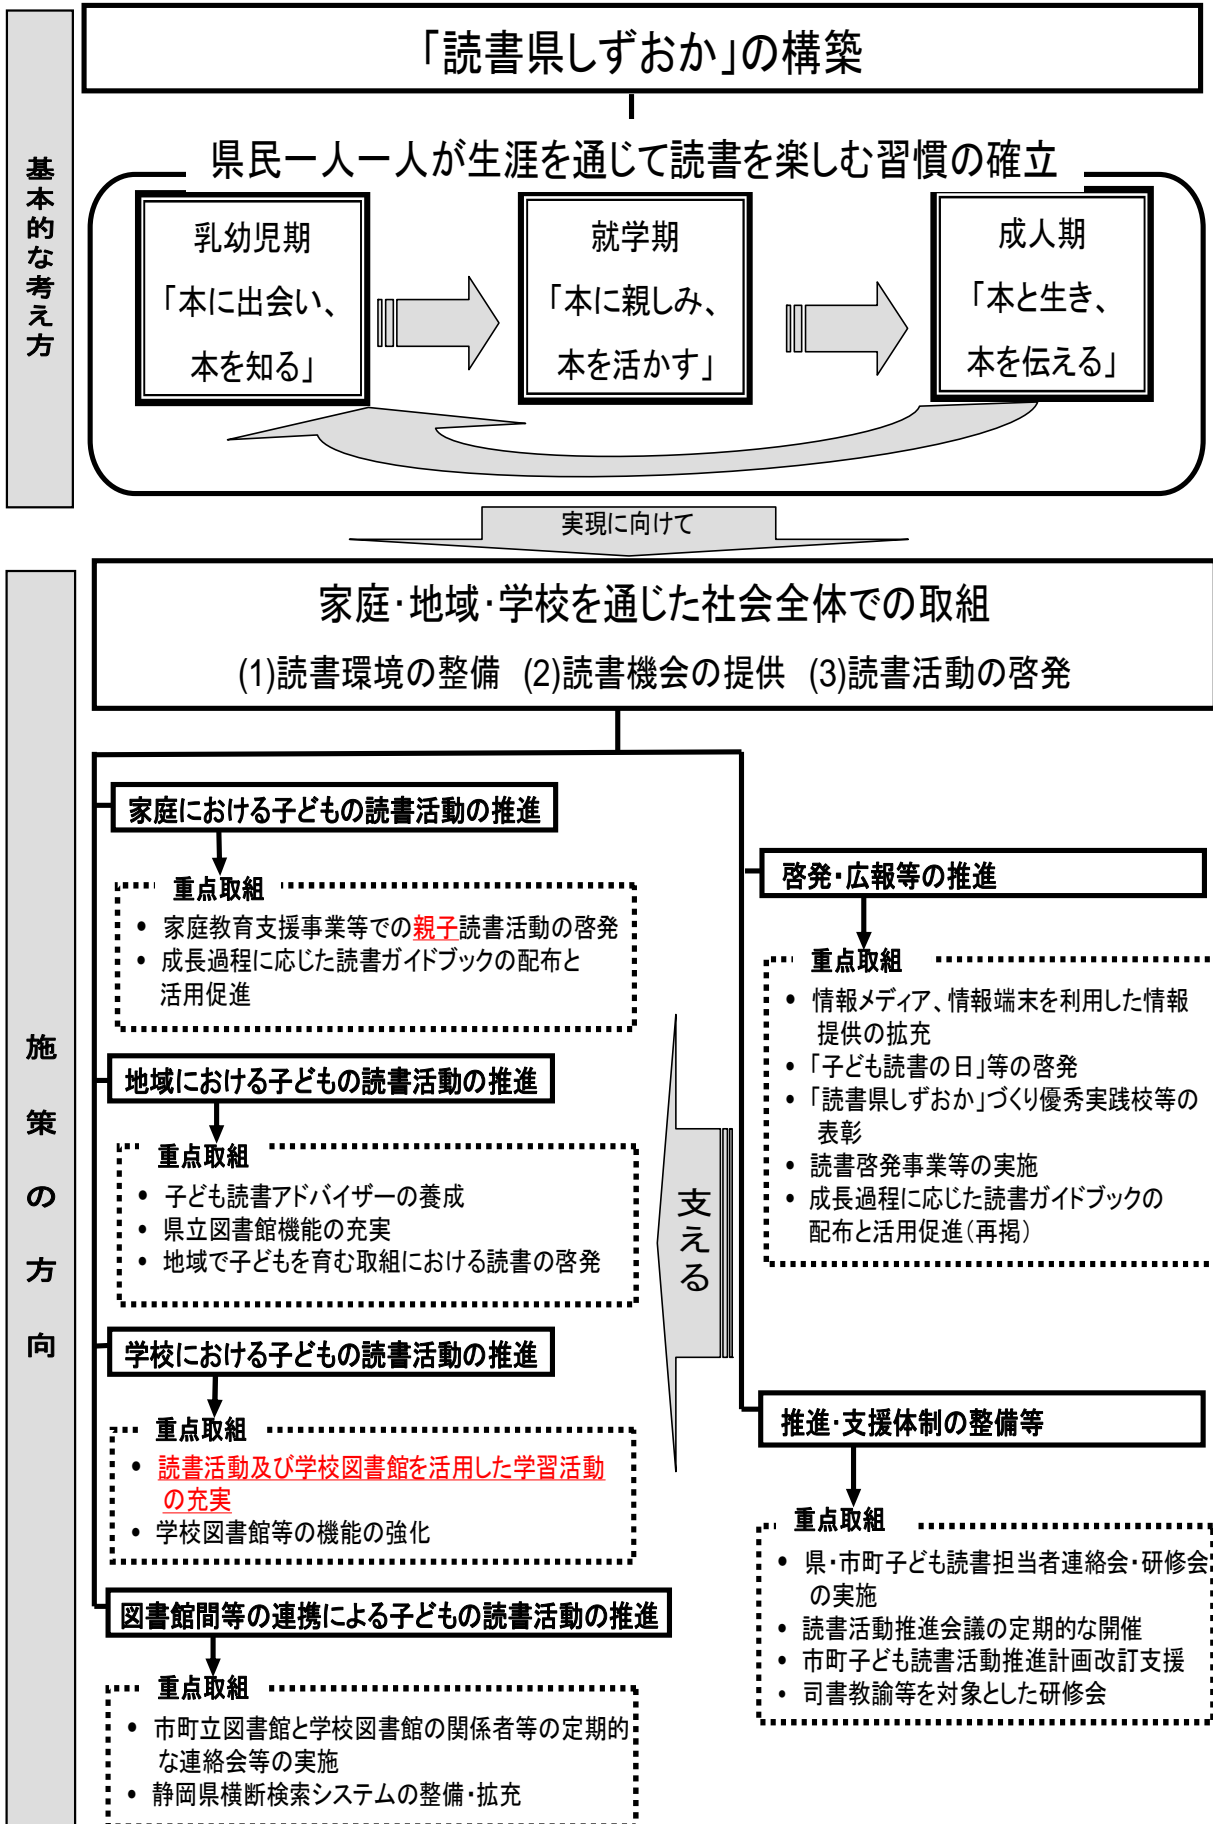 基本的な考え方
「読書県しずおか」の構築
県民一人一人が生涯を通じて読書を楽しむ習慣の確立
乳幼児期
「本に出会い、
本を知る」
就学期
「本に親しみ、
本を活かす」
成人期
「本と生き、
本を伝える」
実現に向けて
施策の方向
家庭・地域・学校を通じた社会全体での取組
(1)読書環境の整備 (2)読書機会の提供 (3)読書活動の啓発
家庭における子どもの読書活動の推進
重点取組
• 家庭教育支援事業等での親子読書活動の啓発
• 成長過程に応じた読書ガイドブックの配布と
活用促進
地域における子どもの読書活動の推進
重点取組
• 子ども読書アドバイザーの養成
• 県立図書館機能の充実
• 地域で子どもを育む取組における読書の啓発
学校における子どもの読書活動の推進
重点取組
• 読書活動及び学校図書館を活用した学習活動
の充実
• 学校図書館等の機能の強化
図書館間等の連携による子どもの読書活動の推進
重点取組
• 市町立図書館と学校図書館の関係者等の定期的
な連絡会等の実施
• 静岡県横断検索システムの整備・拡充
支える
啓発・広報等の推進
重点取組
• 情報メディア、情報端末を利用した情報
提供の拡充
• 「子ども読書の日」等の啓発
• 「読書県しずおか」づくり優秀実践校等の
表彰
• 読書啓発事業等の実施
• 成長過程に応じた読書ガイドブックの
配布と活用促進（再掲）
推進・支援体制の整備等
重点取組
• 県・市町子ども読書担当者連絡会・研修会
の実施
• 読書活動推進会議の定期的な開催
• 市町子ども読書活動推進計画改訂支援
• 司書教諭等を対象とした研修会